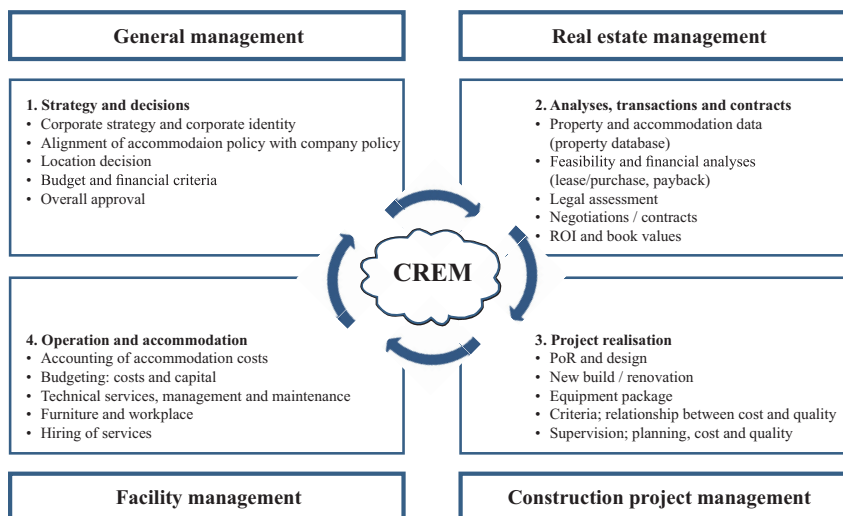 General management
Real estate management
1. Strategy and decisions
• Corporate strategy and corporate identity
• Alignment of accommodaion policy with company policy
• Location decision
• Budget and financial criteria
• Overall approval
2. Analyses, transactions and contracts
• Property and accommodation data
(property database)
• Feasibility and financial analyses
(lease/purchase, payback)
• Legal assessment
• Negotiations / contracts
• ROI and book values
CREM
4. Operation and accommodation
• Accounting of accommodation costs
• Budgeting: costs and capital
• Technical services, management and maintenance
• Furniture and workplace
• Hiring of services
3. Project realisation
• PoR and design
• New build / renovation
• Equipment package
• Criteria; relationship between cost and quality
• Supervision; planning, cost and quality
Facility management
Construction project management